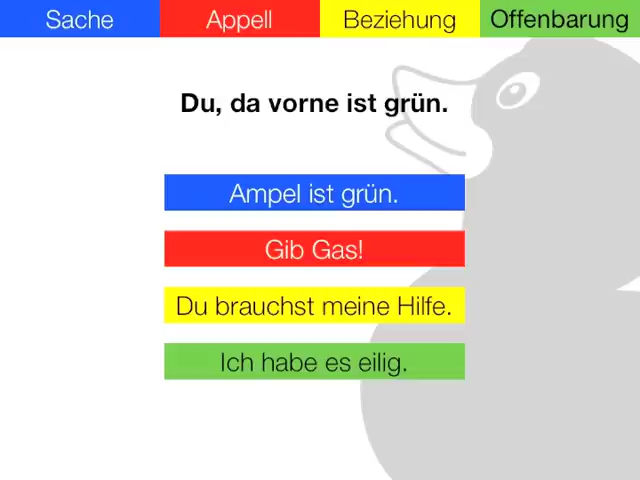 Sache Appell Beziehung Offenbarung
Du, da vorne ist grün.
Ampel ist grün.
Gib Gas!
Du brauchst meine Hilfe.
Ich habe es eilig.